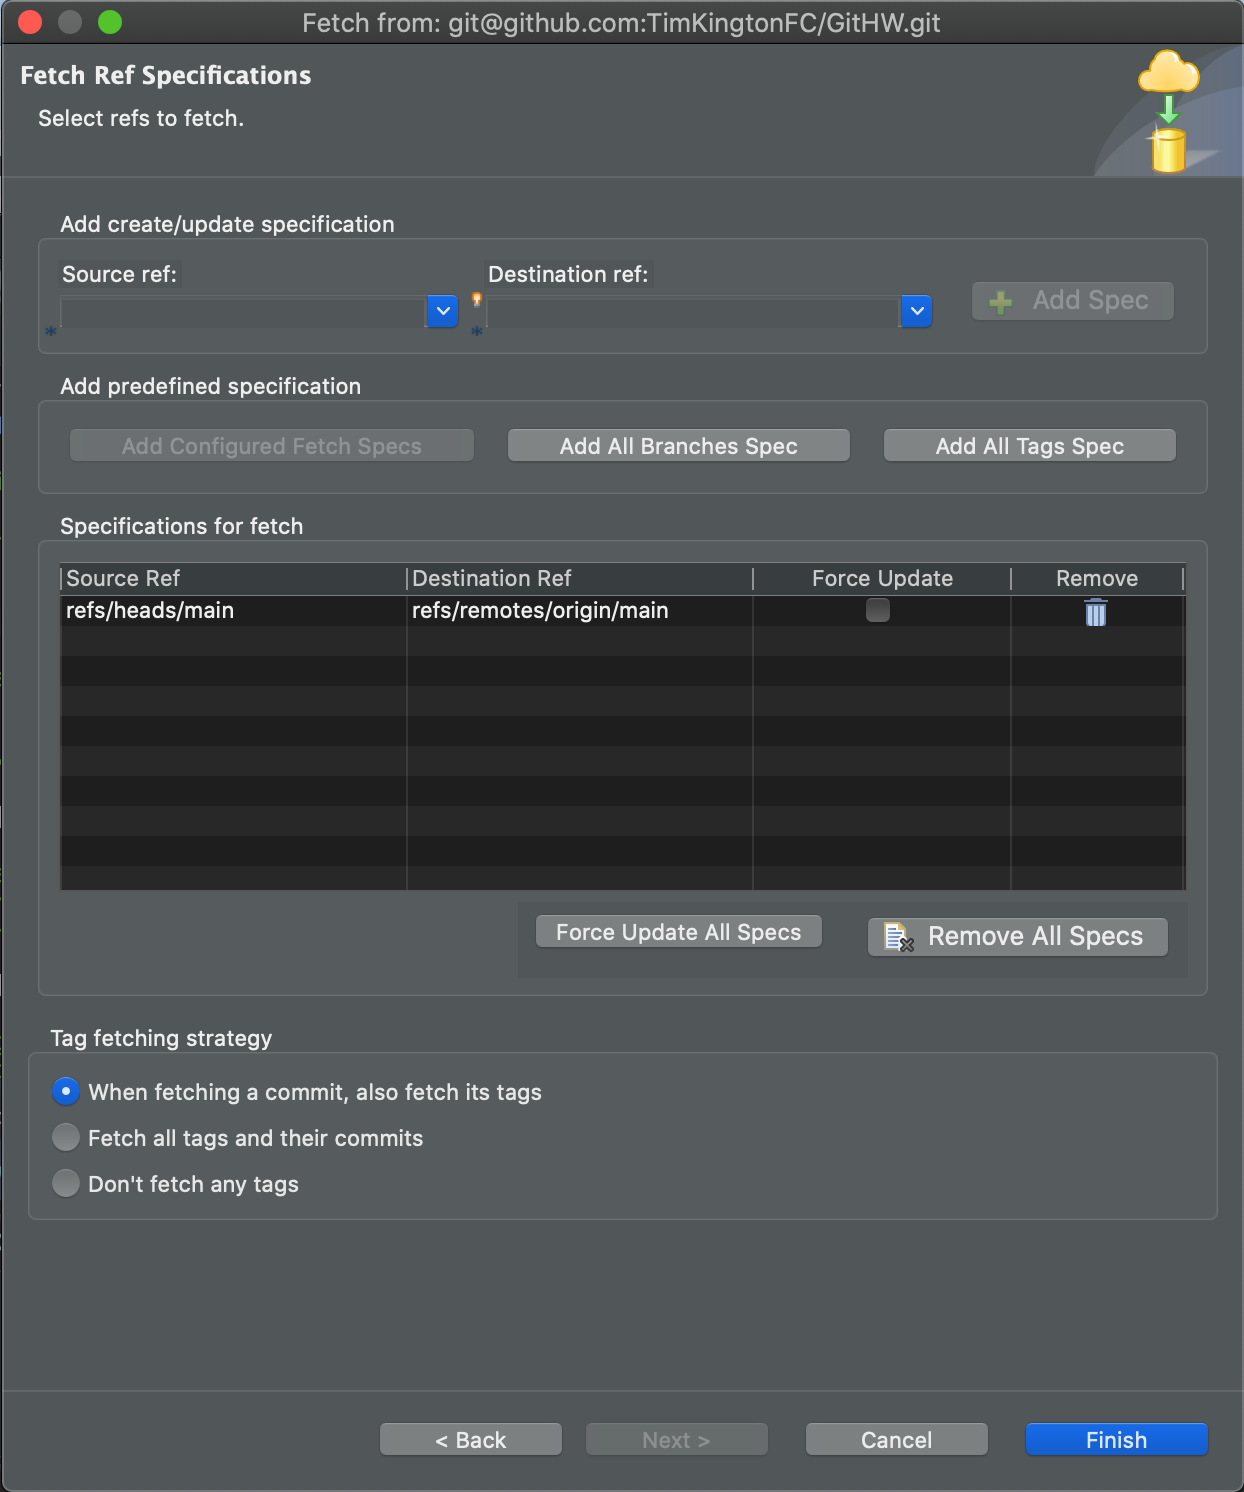 Fetch from: git@github.com:TimKingtonFC/GitHW.git
Fetch Ref Specifications
Select refs to fetch.
Add create/update specification
Source ref: Destination ref:
Add Spec
Add predefined specification
Add Configured Fetch Specs Add All Branches Spec Add All Tags Spec
Specifications for fetch
Source Ref Destination Ref Force Update Remove
refs/heads/main refs/remotes/origin/main
Force Update All Specs Remove All Specs
Tag fetching strategy
When fetching a commit, also fetch its tags
Fetch all tags and their commits
Don't fetch any tags
< Back Next > Cancel Finish